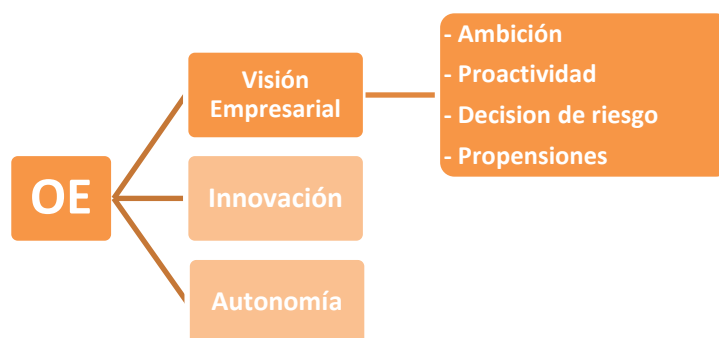 OE
Visión
Empresarial
- Ambición
- Proactividad
- Decision de riesgo
- Propensiones
Innovación
Autonomía